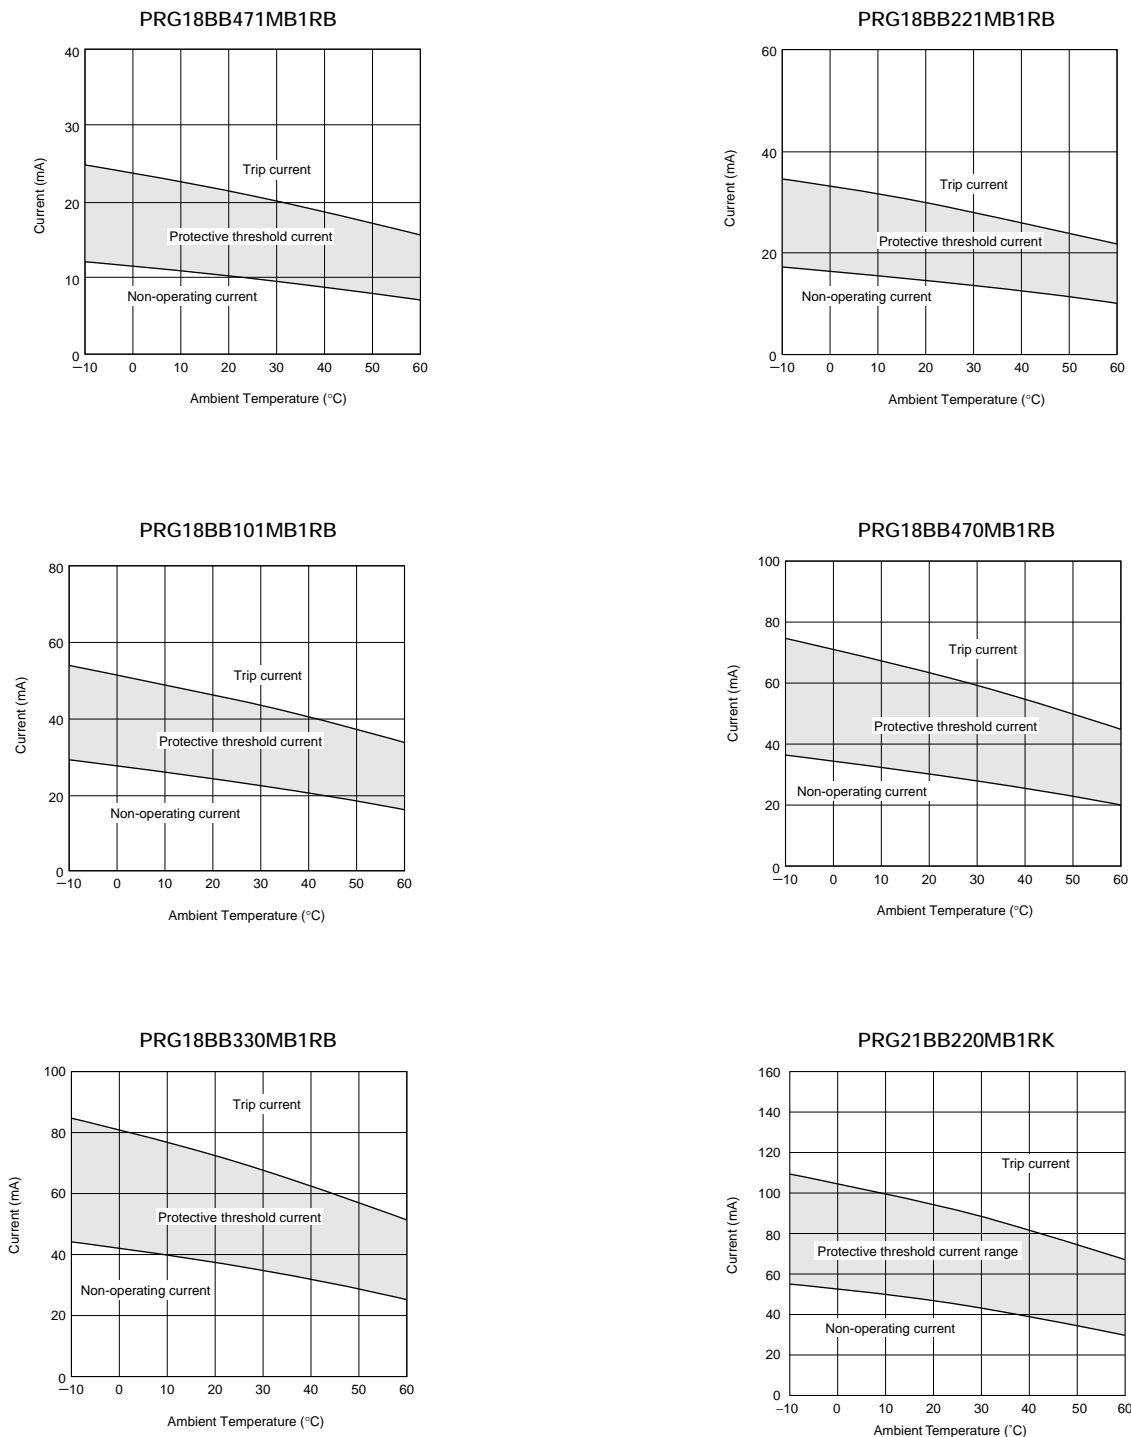 PRG18BB471MB1RB
40
30
20
10
0
Current (mA)
Trip current
Protective threshold current
Non-operating current
−10 0 10 20 30 40 50 60
Ambient Temperature (°C)
PRG18BB221MB1RB
60
40
20
0
Current (mA)
Trip current
Protective threshold current
Non-operating current
−10 0 10 20 30 40 50 60
Ambient Temperature (°C)
PRG18BB101MB1RB
80
60
40
20
0
Current (mA)
Trip current
Protective threshold current
Non-operating current
−10 0 10 20 30 40 50 60
Ambient Temperature (°C)
PRG18BB470MB1RB
100
80
60
40
20
0
Current (mA)
Trip current
Protective threshold current
Non-operating current
−10 0 10 20 30 40 50 60
Ambient Temperature (°C)
PRG18BB330MB1RB
100
80
60
40
20
0
Current (mA)
Trip current
Protective threshold current
Non-operating current
−10 0 10 20 30 40 50 60
Ambient Temperature (°C)
PRG21BB220MB1RK
160
140
120
100
80
60
40
20
0
Current (mA)
Trip current
Protective threshold current range
Non-operating current
−10 0 10 20 30 40 50 60
Ambient Temperature (˚C)